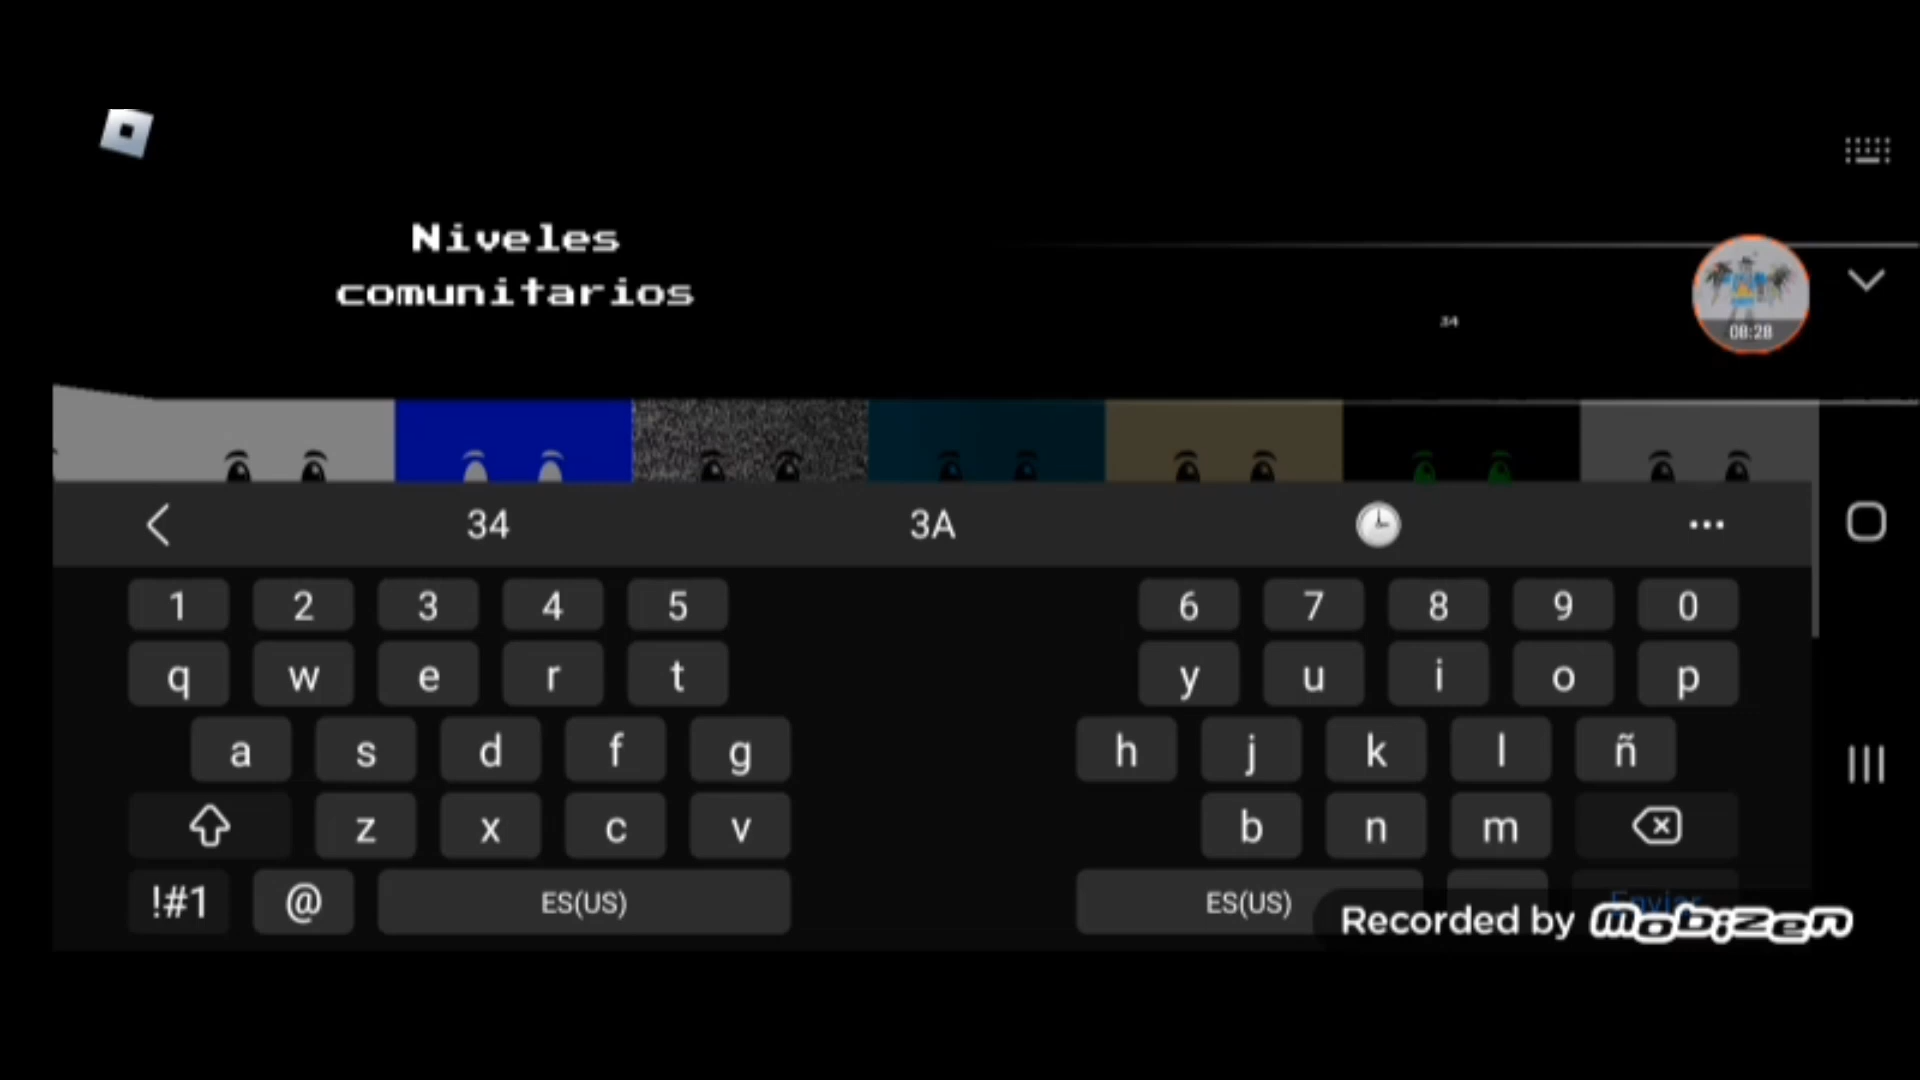 Niveles
comunitarios
34
08:28
34
3A
1 2 3 4 5 6 7 8 9 0
q w e r t y u i o p
a s d f g h j k l ñ
z x c v b n m
!#1 @ ES(US) ES(US) Enviar
Recorded by mobizen